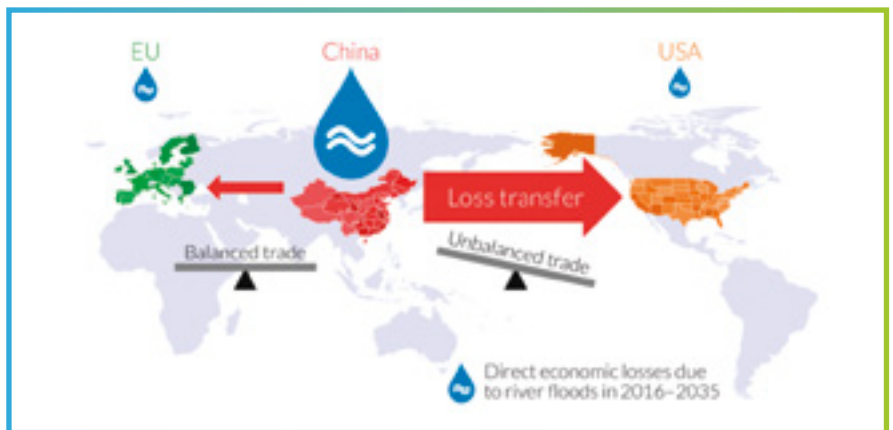 EU
China
USA
Loss transfer
Balanced trade
Unbalanced trade
Direct economic losses due
to river floods in 2016–2035